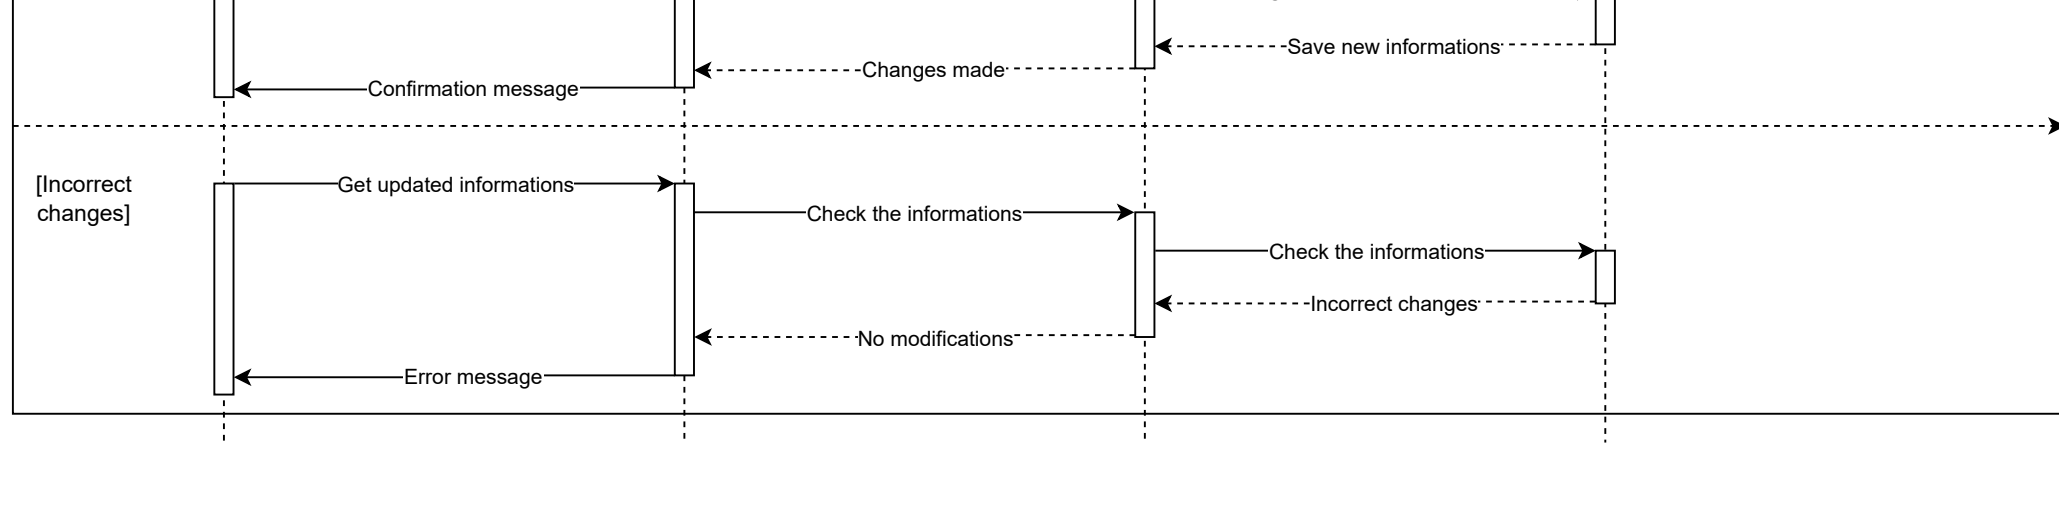 Save new informations
Changes made
Confirmation message
[Incorrect
changes]
Get updated informations
Check the informations
Check the informations
Incorrect changes
No modifications
Error message